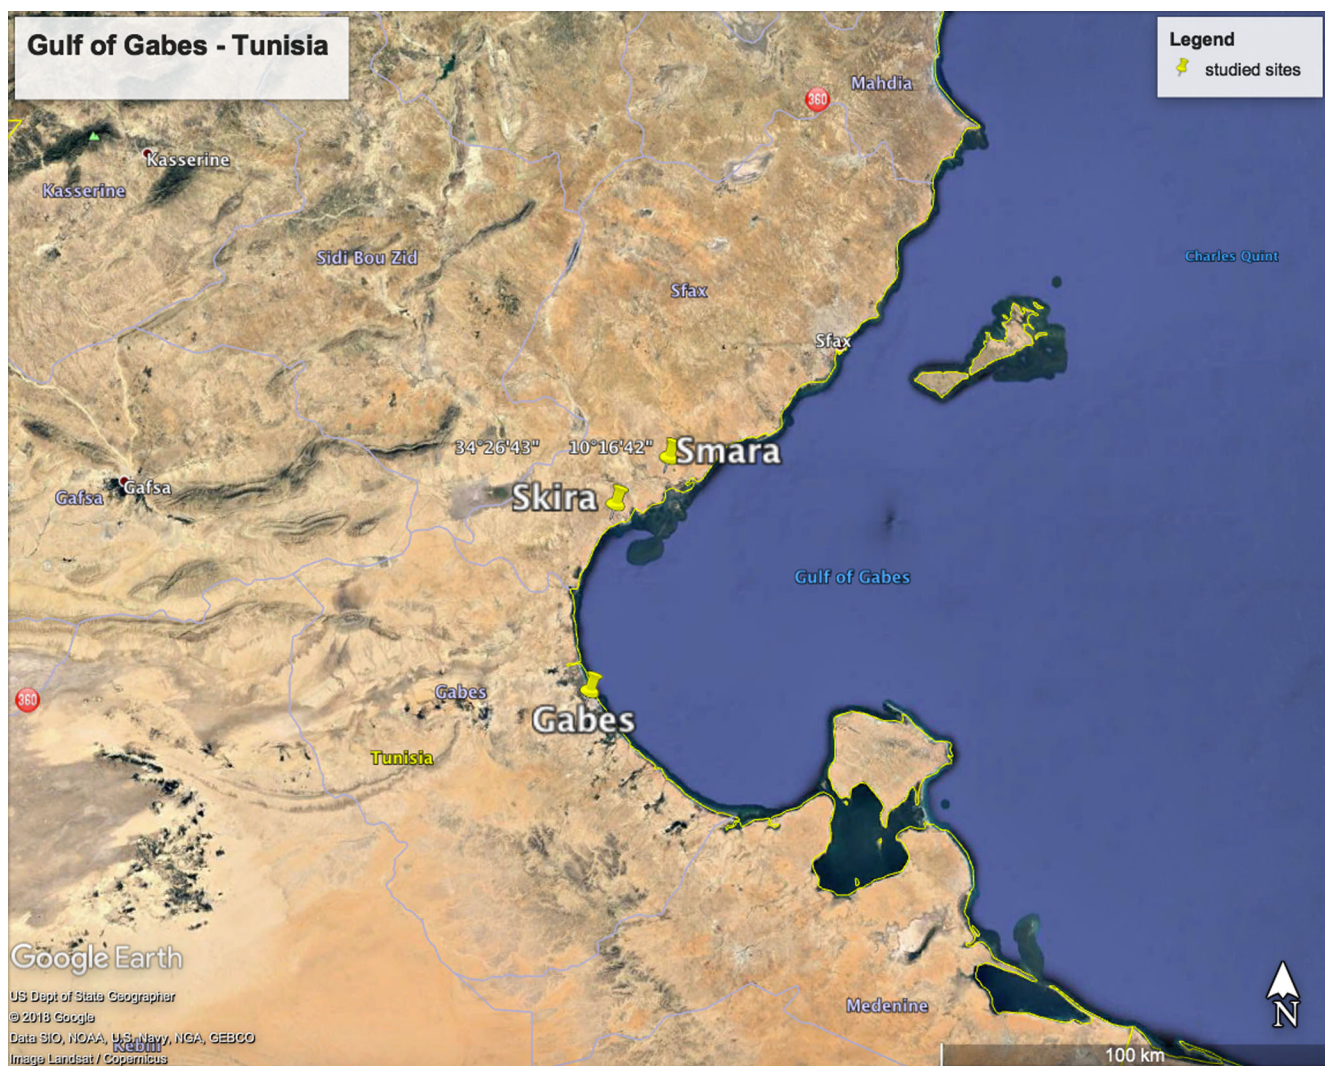 Gulf of Gabes - Tunisia
Legend
studied sites
Mahdia
360
Kasserine
Kasserine
Sidi Bou Zid
Charles Quint
Sfax
Sfax
34°26'43" 10°16'42"
Smara
Skira
Gafsa
Gafsa
Gulf of Gabes
360
Gabes
Gabes
Tunisia
Google Earth
US Dept of State Geographer
© 2018 Google
Data SIO, NOAA, U.S. Navy, NGA, GEBCO
Kebili
Image Landsat / Copernicus
Medenine
N
100 km